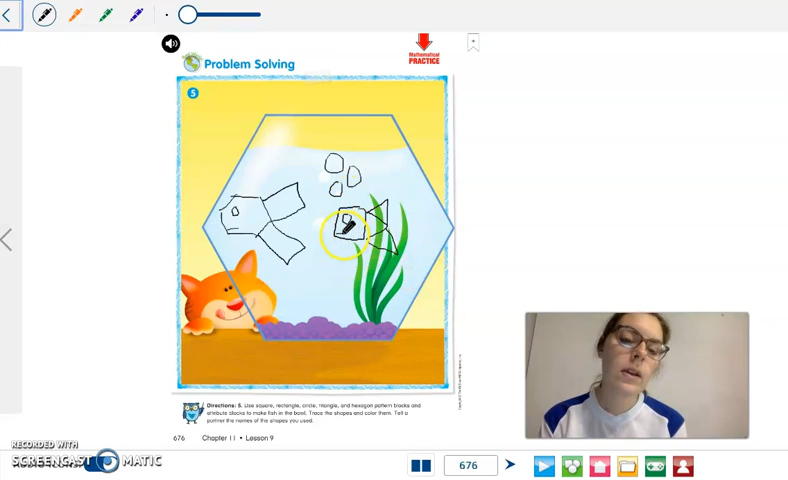 Mathematical
PRACTICE
Problem Solving
5
Directions: 5. Use square, rectangle, circle, triangle, and hexagon pattern blocks and
attribute blocks to make fish in the bowl. Trace the shapes and color them. Tell a
partner the names of the shapes you used.
676 Chapter 11 • Lesson 9
RECORDED WITH
SCREENCAST MATIC
676